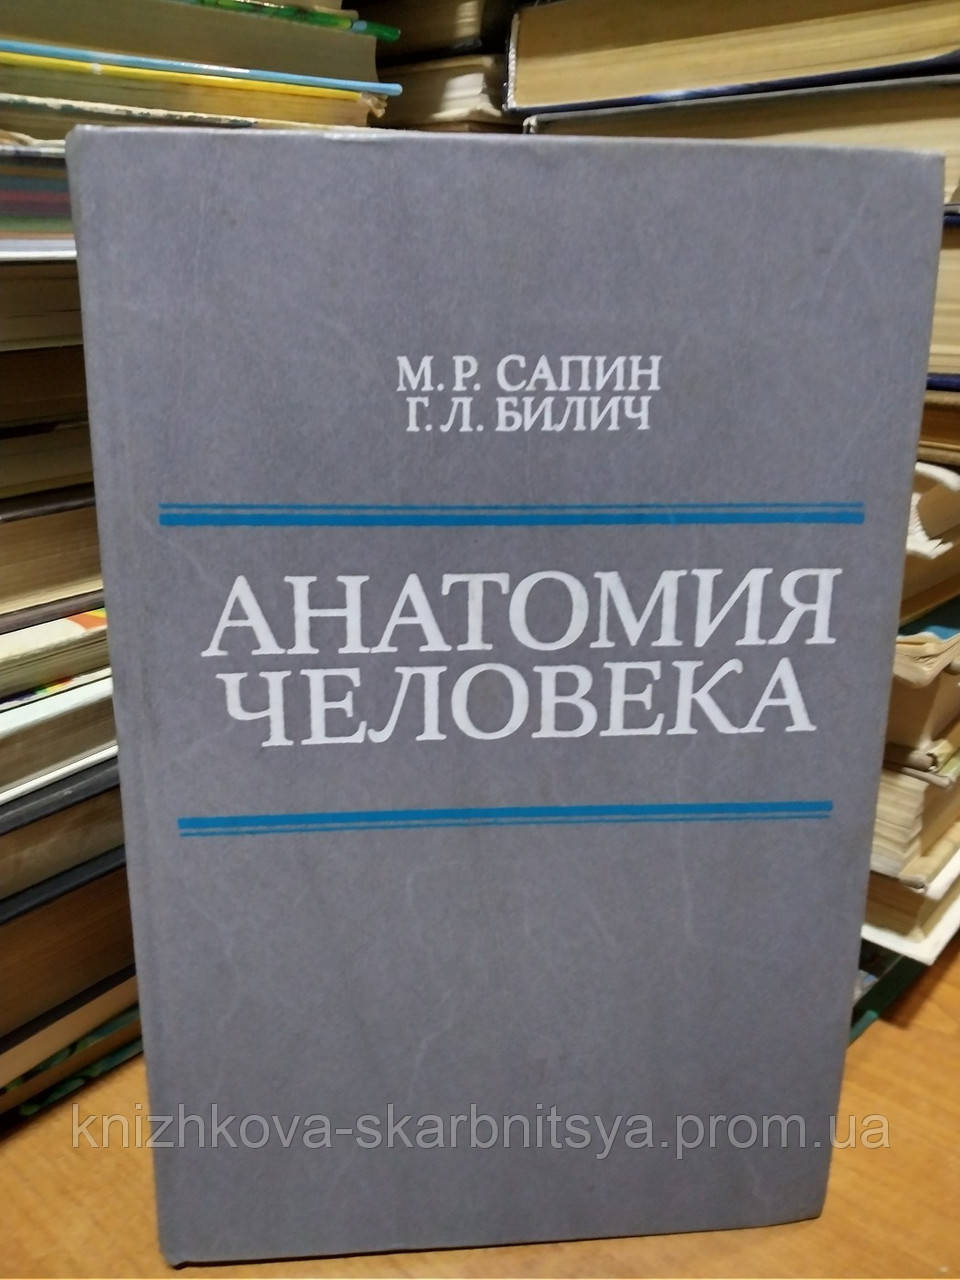 М.Р. САПИН
Г.Л. БИЛИЧ
АНАТОМИЯ
ЧЕЛОВЕКА
knizhkova-skarbnitsya.prom.ua